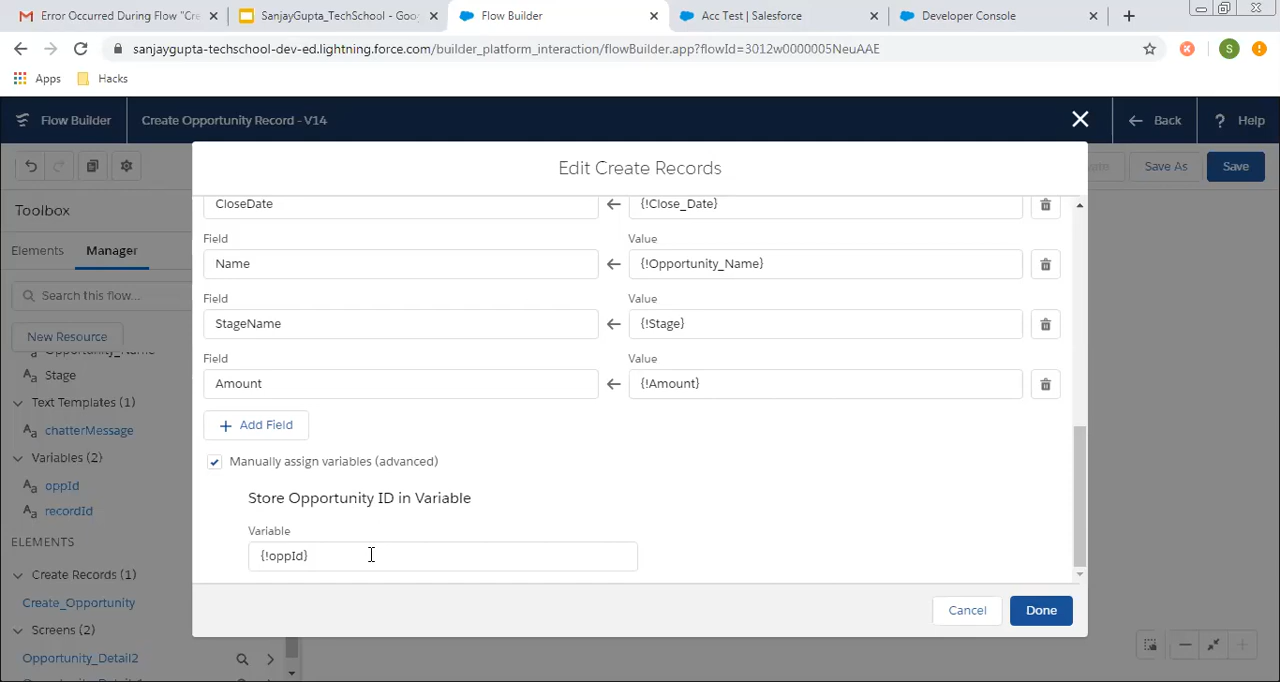 Error Occurred During Flow "Cre
SanjayGupta_TechSchool - Goo
Flow Builder
Acc Test | Salesforce
Developer Console
sanjaygupta-techschool-dev-ed.lightning.force.com/builder_platform_interaction/flowBuilder.app?flowId=3012w0000005NeuAAE
S
Apps
Hacks
Flow Builder
Create Opportunity Record - V14
Back
? Help
Edit Create Records
Save As
Save
Toolbox
Elements
Manager
Search this flow...
New Resource
Opportunity_Name
Stage
Text Templates (1)
chatterMessage
Variables (2)
oppId
recordId
ELEMENTS
Create Records (1)
Create_Opportunity
Screens (2)
Opportunity_Detail2
CloseDate
{!Close_Date}
Field
Value
Name
{!Opportunity_Name}
Field
Value
StageName
{!Stage}
Field
Value
Amount
{!Amount}
+ Add Field
Manually assign variables (advanced)
Store Opportunity ID in Variable
Variable
{!oppId}
Cancel
Done